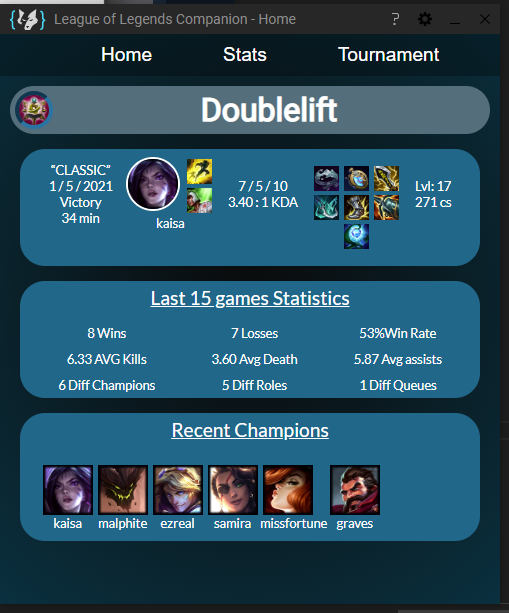 League of Legends Companion - Home
?
Home Stats Tournament
Doublelift
"CLASSIC"
1 / 5 / 2021
Victory
34 min
kaisa
7 / 5 / 10
3.40 : 1 KDA
Lvl: 17
271 cs
Last 15 games Statistics
8 Wins 7 Losses 53%Win Rate
6.33 AVG Kills 3.60 Avg Death 5.87 Avg assists
6 Diff Champions 5 Diff Roles 1 Diff Queues
Recent Champions
kaisa malphite ezreal samira missfortune graves